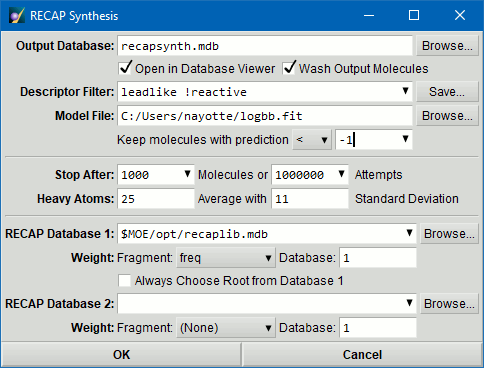 RECAP Synthesis
Output Database: recapsynth.mdb Browse...
Open in Database Viewer Wash Output Molecules
Descriptor Filter: leadlike !reactive Save...
Model File: C:/Users/nayotte/logbb.fit Browse...
Keep molecules with prediction < -1
Stop After: 1000 Molecules or 1000000 Attempts
Heavy Atoms: 25 Average with 11 Standard Deviation
RECAP Database 1: $MOE/opt/recaplib.mdb Browse...
Weight: Fragment: freq Database: 1
Always Choose Root from Database 1
RECAP Database 2: Browse...
Weight: Fragment: (None) Database: 1
OK Cancel